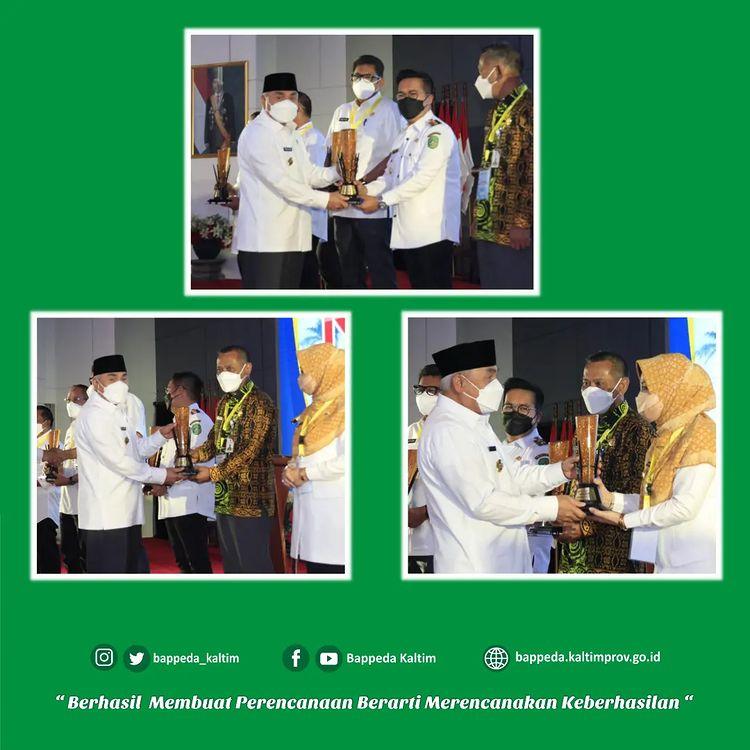 bappeda_kaltim
Bappeda Kaltim
bappeda.kaltimprov.go.id
“ Berhasil Membuat Perencanaan Berarti Merencanakan Keberhasilan “